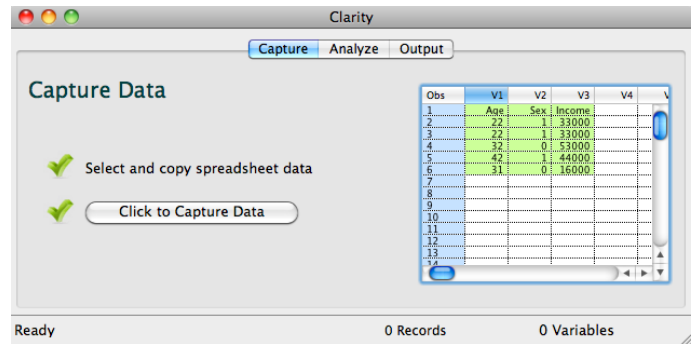 Clarity
Capture Analyze Output
Capture Data
Select and copy spreadsheet data
Click to Capture Data
Obs V1 V2 V3 V4 V
1 Age Sex Income
2 22 1 33000
3 22 1 33000
4 32 0 53000
5 42 1 44000
6 31 0 16000
7
8
9
10
11
12
13
14
Ready 0 Records 0 Variables